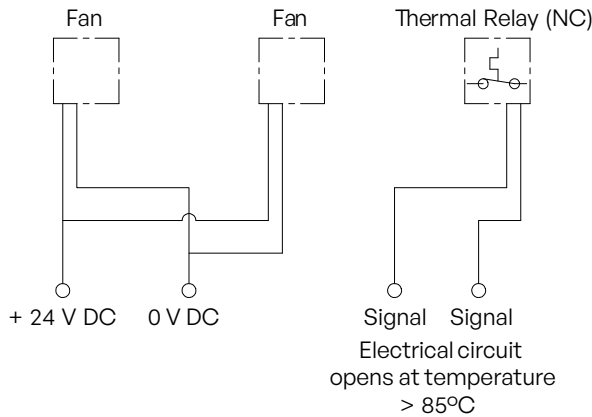 Fan
Fan
Thermal Relay (NC)
+ 24 V DC
0 V DC
Signal
Signal
Electrical circuit
opens at temperature
> 85ºC